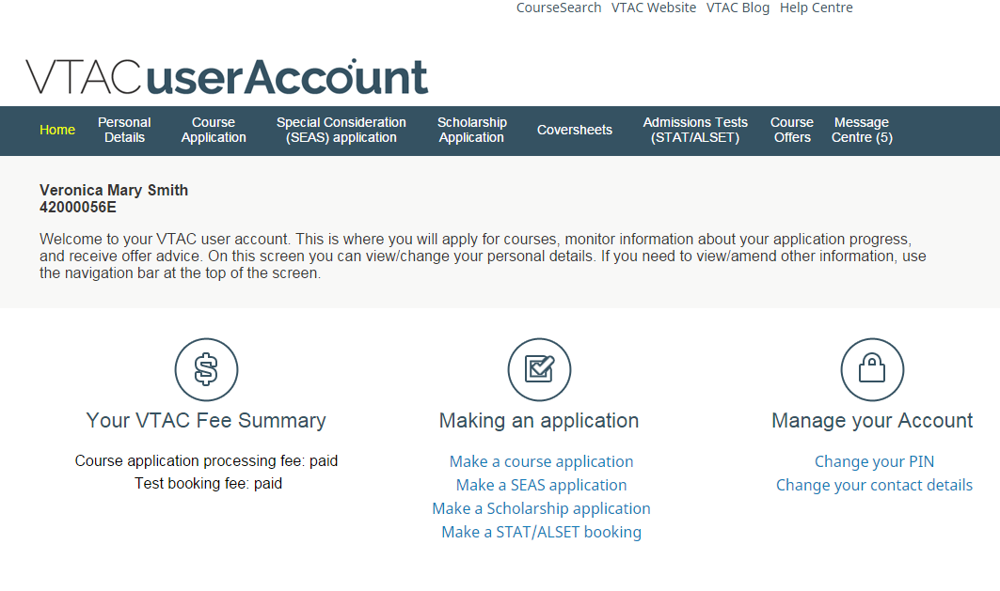 CourseSearch VTAC Website VTAC Blog Help Centre
VTACuserAccount
Home Personal Details Course Application Special Consideration (SEAS) application Scholarship Application Coversheets Admissions Tests (STAT/ALSET) Course Offers Message Centre (5)
Veronica Mary Smith
42000056E
Welcome to your VTAC user account. This is where you will apply for courses, monitor information about your application progress,
and receive offer advice. On this screen you can view/change your personal details. If you need to view/amend other information, use
the navigation bar at the top of the screen.
Your VTAC Fee Summary
Course application processing fee: paid
Test booking fee: paid
Making an application
Make a course application
Make a SEAS application
Make a Scholarship application
Make a STAT/ALSET booking
Manage your Account
Change your PIN
Change your contact details